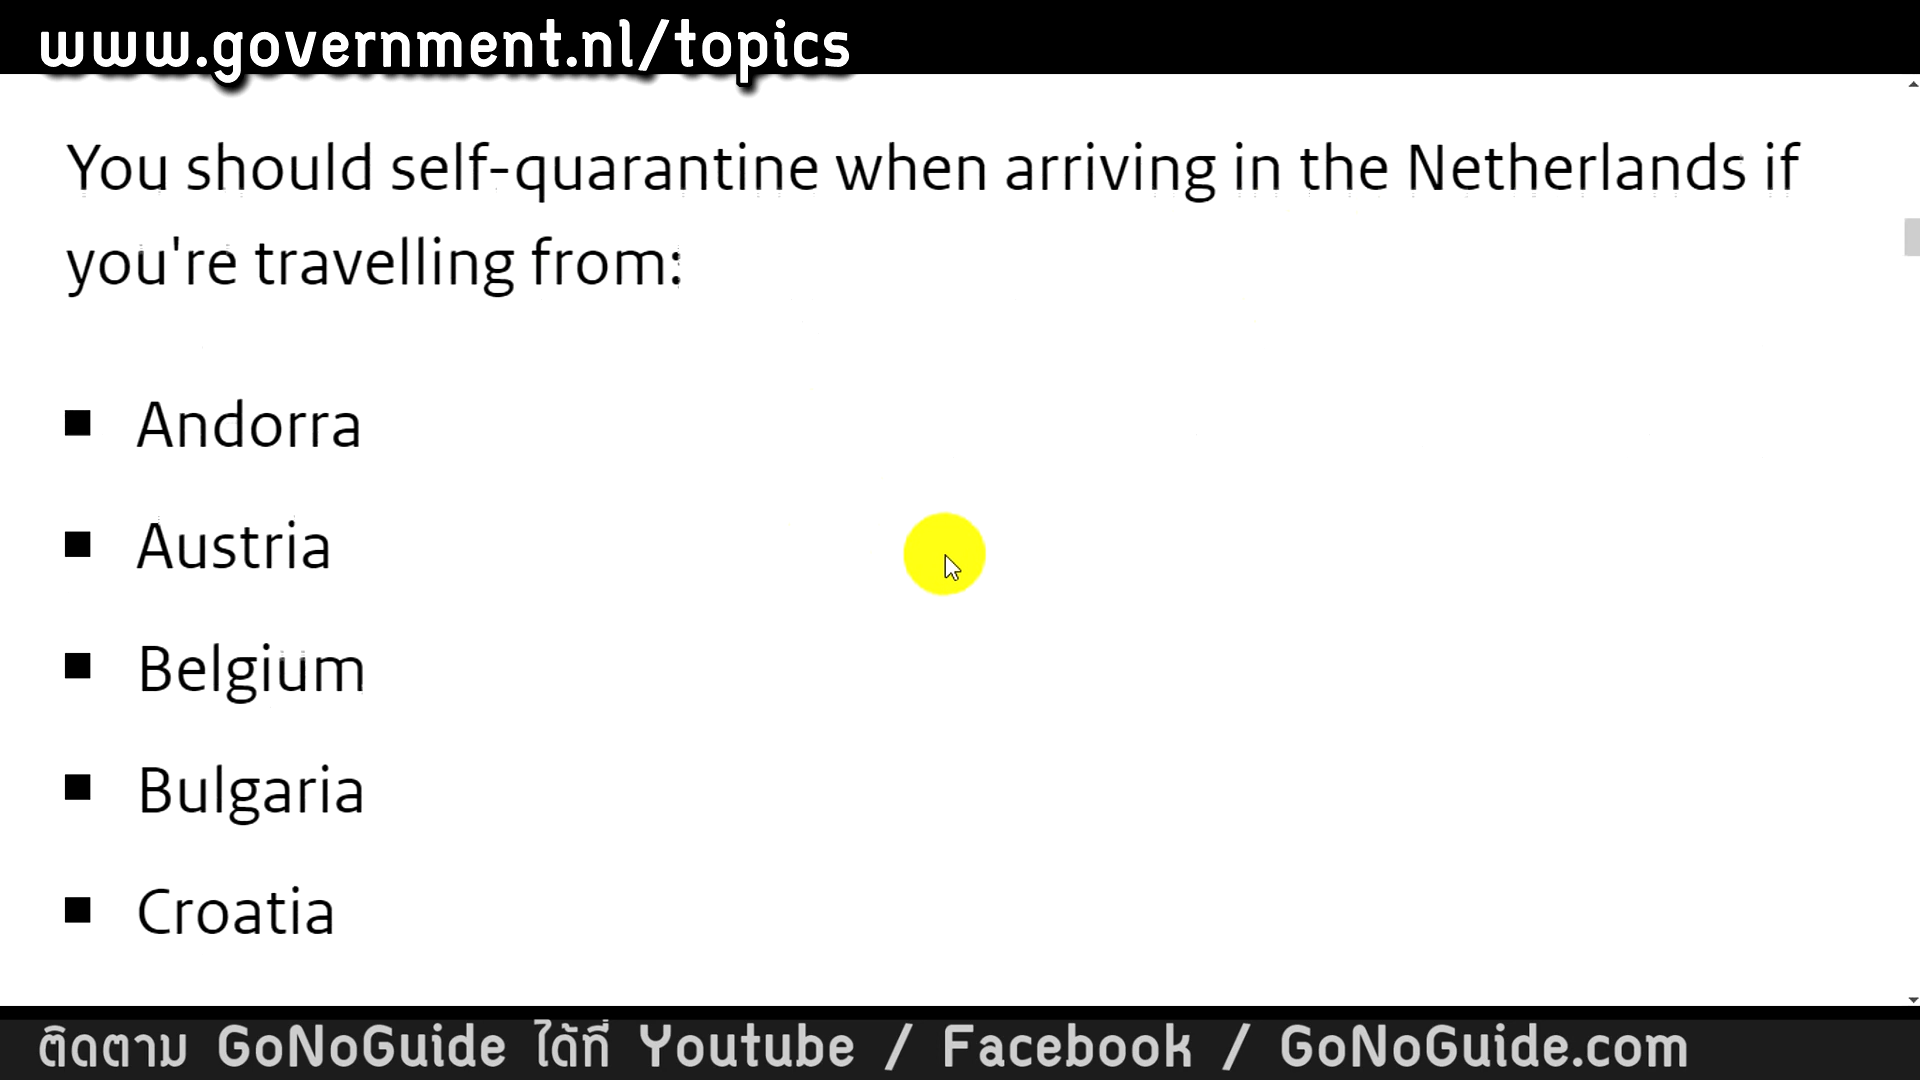 www.government.nl/topics
You should self-quarantine when arriving in the Netherlands if
you're travelling from:
Andorra
Austria
Belgium
Bulgaria
Croatia
ติดตาม GoNoGuide ได้ที่ Youtube / Facebook / GoNoGuide.com